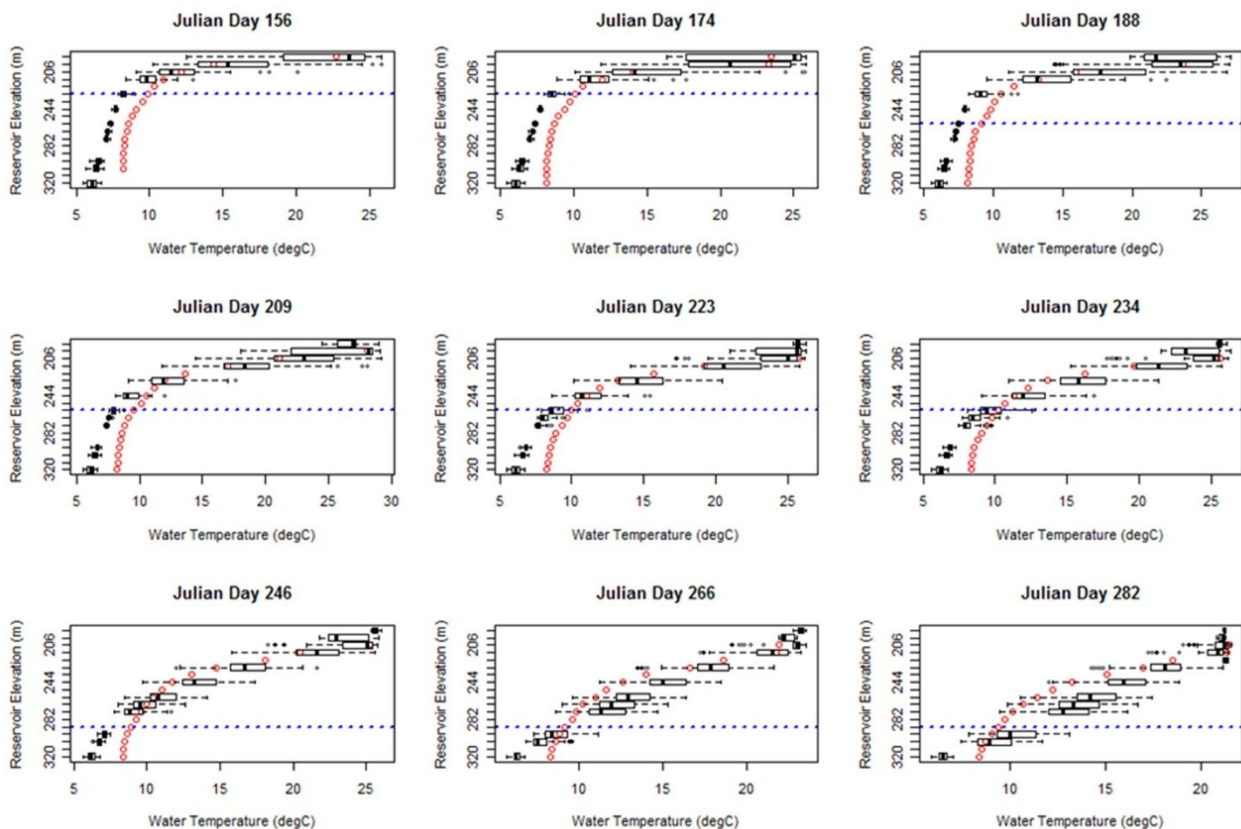 Julian Day 156
Reservoir Elevation (m)
206
244
282
320
5 10 15 20 25
Water Temperature (degC)
Julian Day 174
Reservoir Elevation (m)
206
244
282
320
5 10 15 20 25
Water Temperature (degC)
Julian Day 188
Reservoir Elevation (m)
206
244
282
320
5 10 15 20 25
Water Temperature (degC)
Julian Day 209
Reservoir Elevation (m)
206
244
282
320
5 10 15 20 25 30
Water Temperature (degC)
Julian Day 223
Reservoir Elevation (m)
206
244
282
320
5 10 15 20 25
Water Temperature (degC)
Julian Day 234
Reservoir Elevation (m)
206
244
282
320
5 10 15 20 25
Water Temperature (degC)
Julian Day 246
Reservoir Elevation (m)
206
244
282
320
5 10 15 20 25
Water Temperature (degC)
Julian Day 266
Reservoir Elevation (m)
206
244
282
320
10 15 20
Water Temperature (degC)
Julian Day 282
Reservoir Elevation (m)
206
244
282
320
10 15 20
Water Temperature (degC)